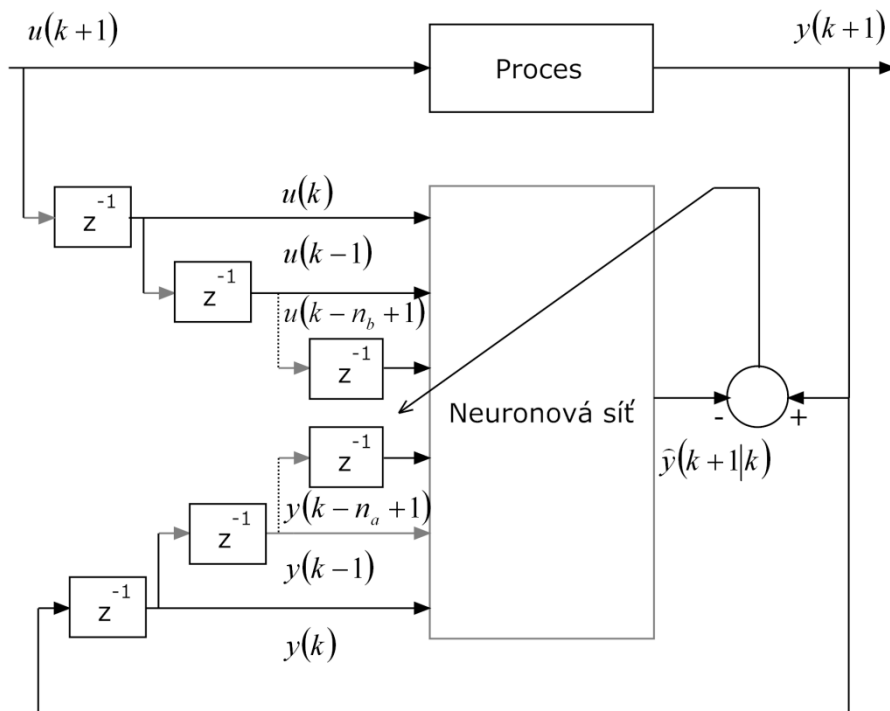 u(k+1)
y(k+1)
Proces
z⁻¹
u(k)
z⁻¹
u(k−1)
u(k−n_b+1)
z⁻¹
Neuronová síť
- +
ŷ(k+1|k)
z⁻¹
y(k−n_a+1)
z⁻¹
y(k−1)
z⁻¹
y(k)